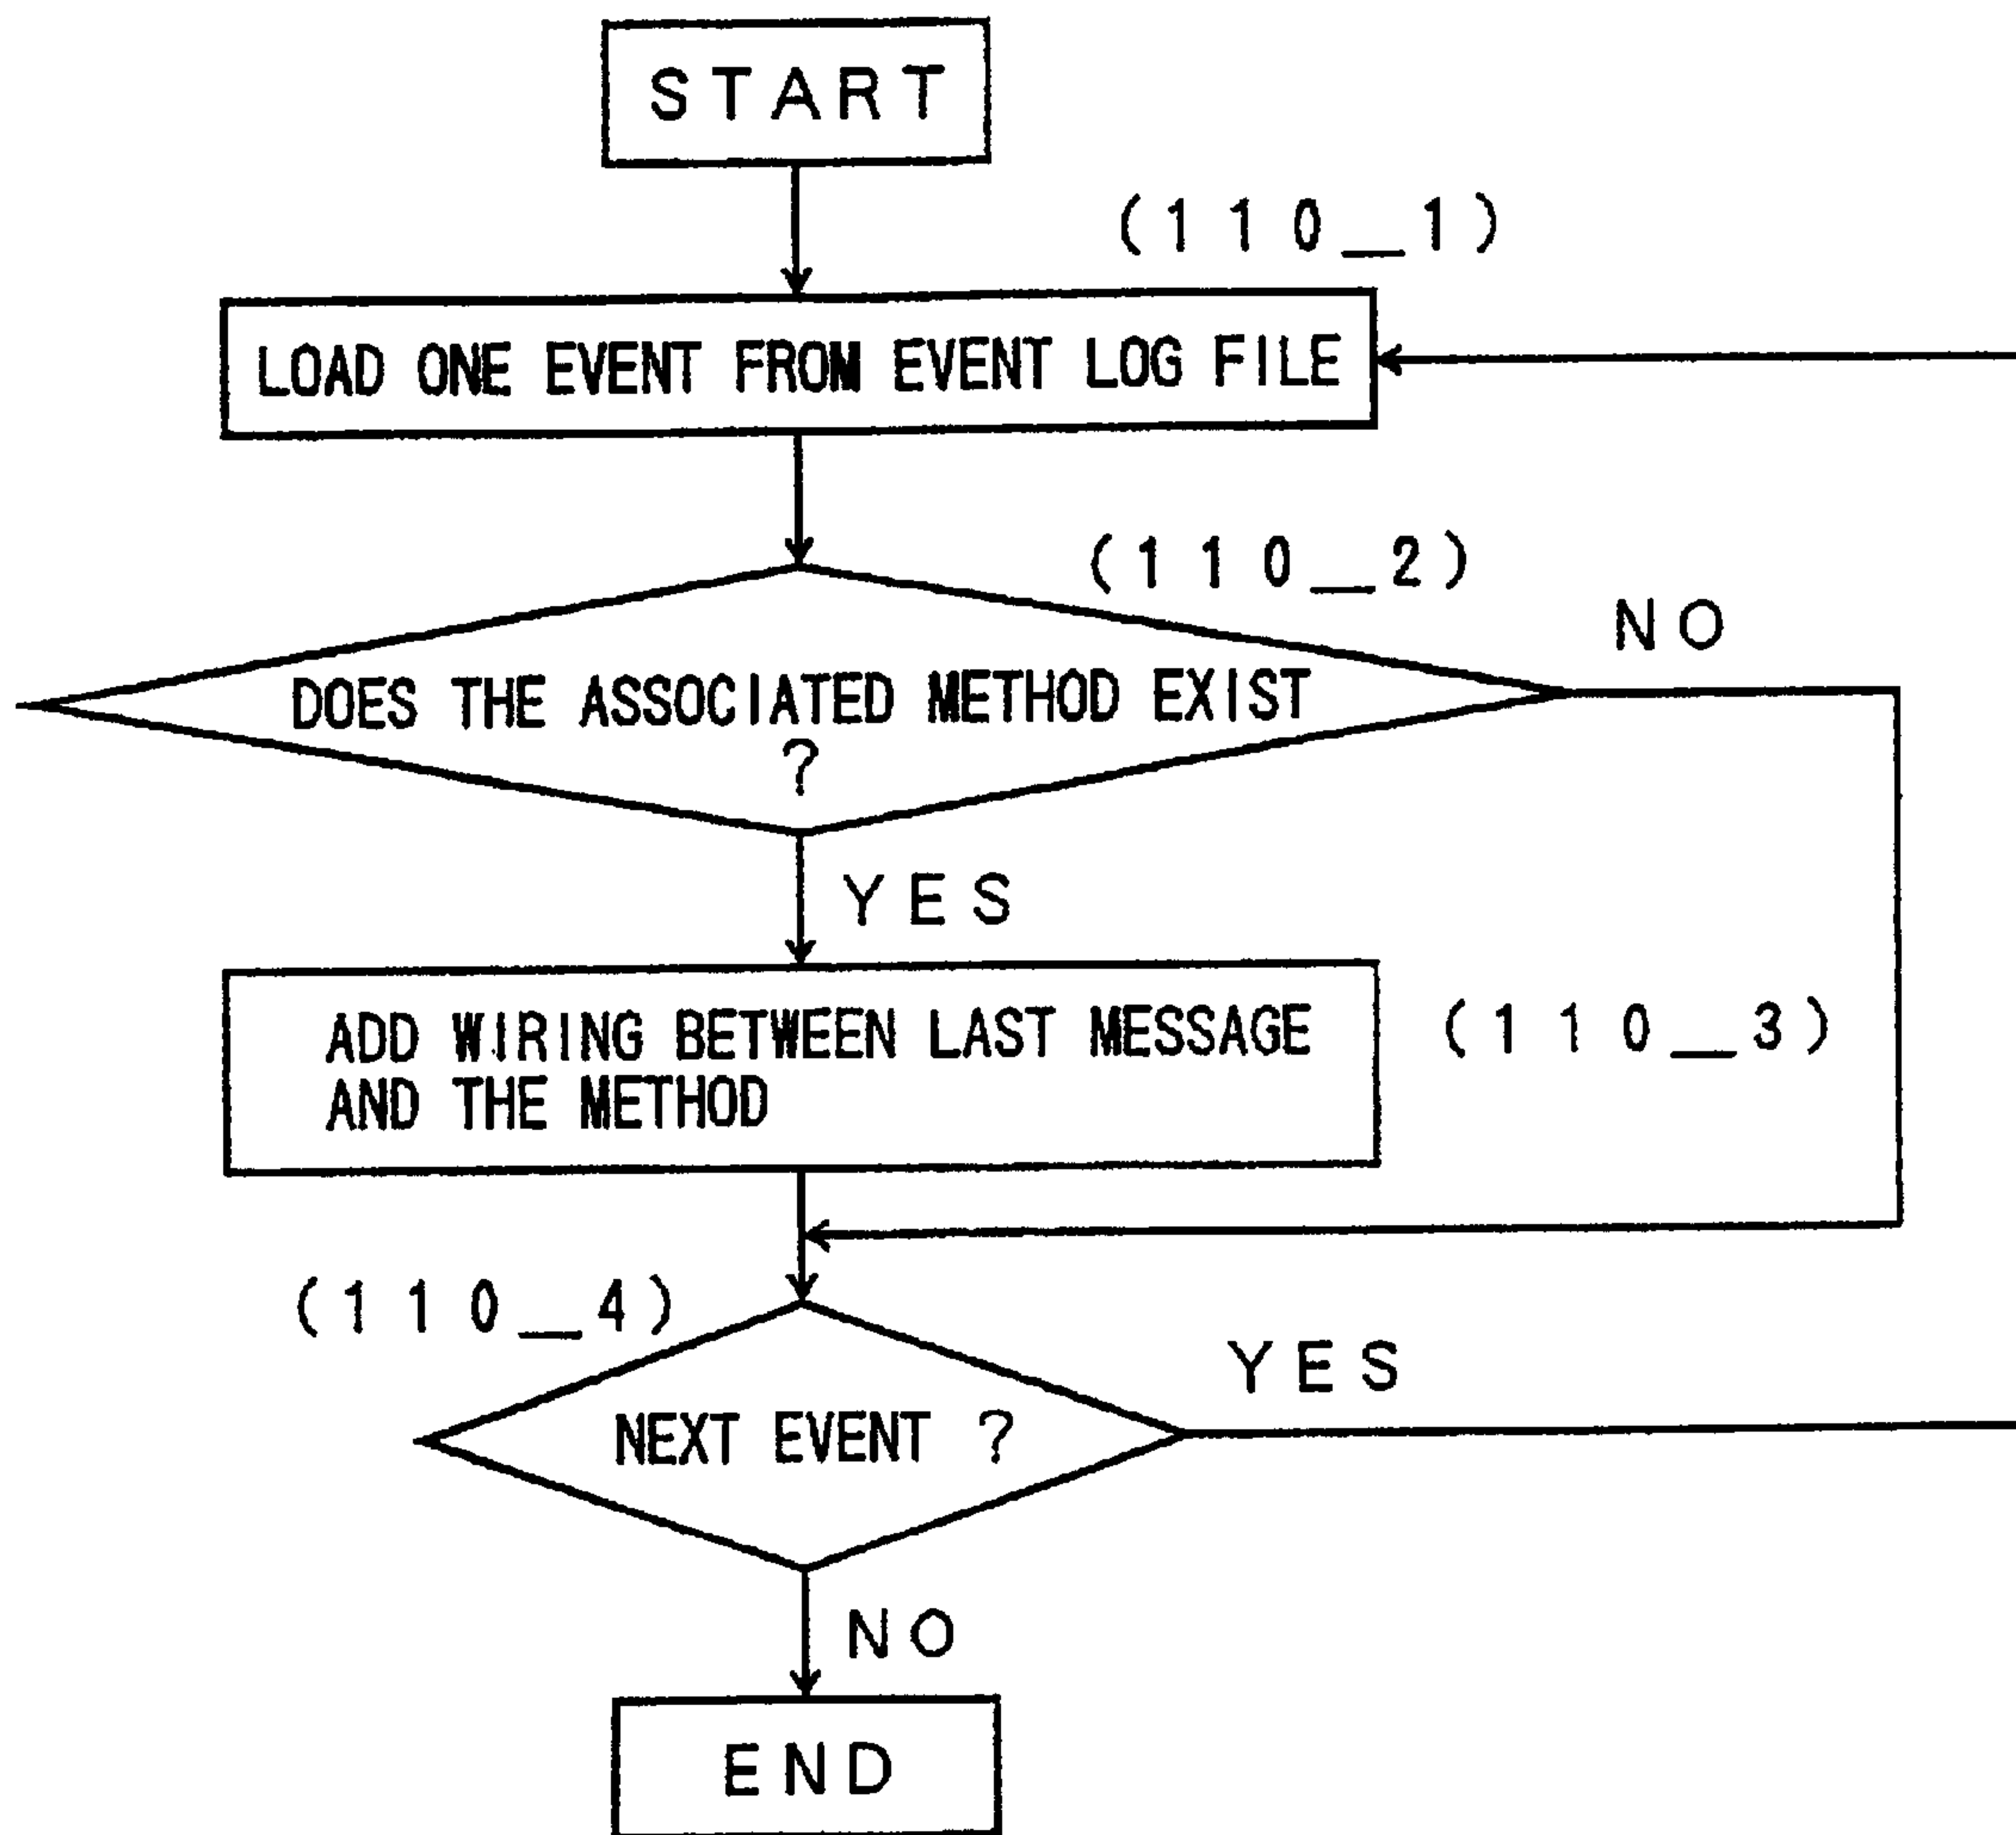 START
(110_1)
LOAD ONE EVENT FROM EVENT LOG FILE
(110_2)
NO
DOES THE ASSOCIATED METHOD EXIST
?
YES
ADD WIRING BETWEEN LAST MESSAGE
AND THE METHOD
(110_3)
(110_4)
YES
NEXT EVENT ?
NO
END